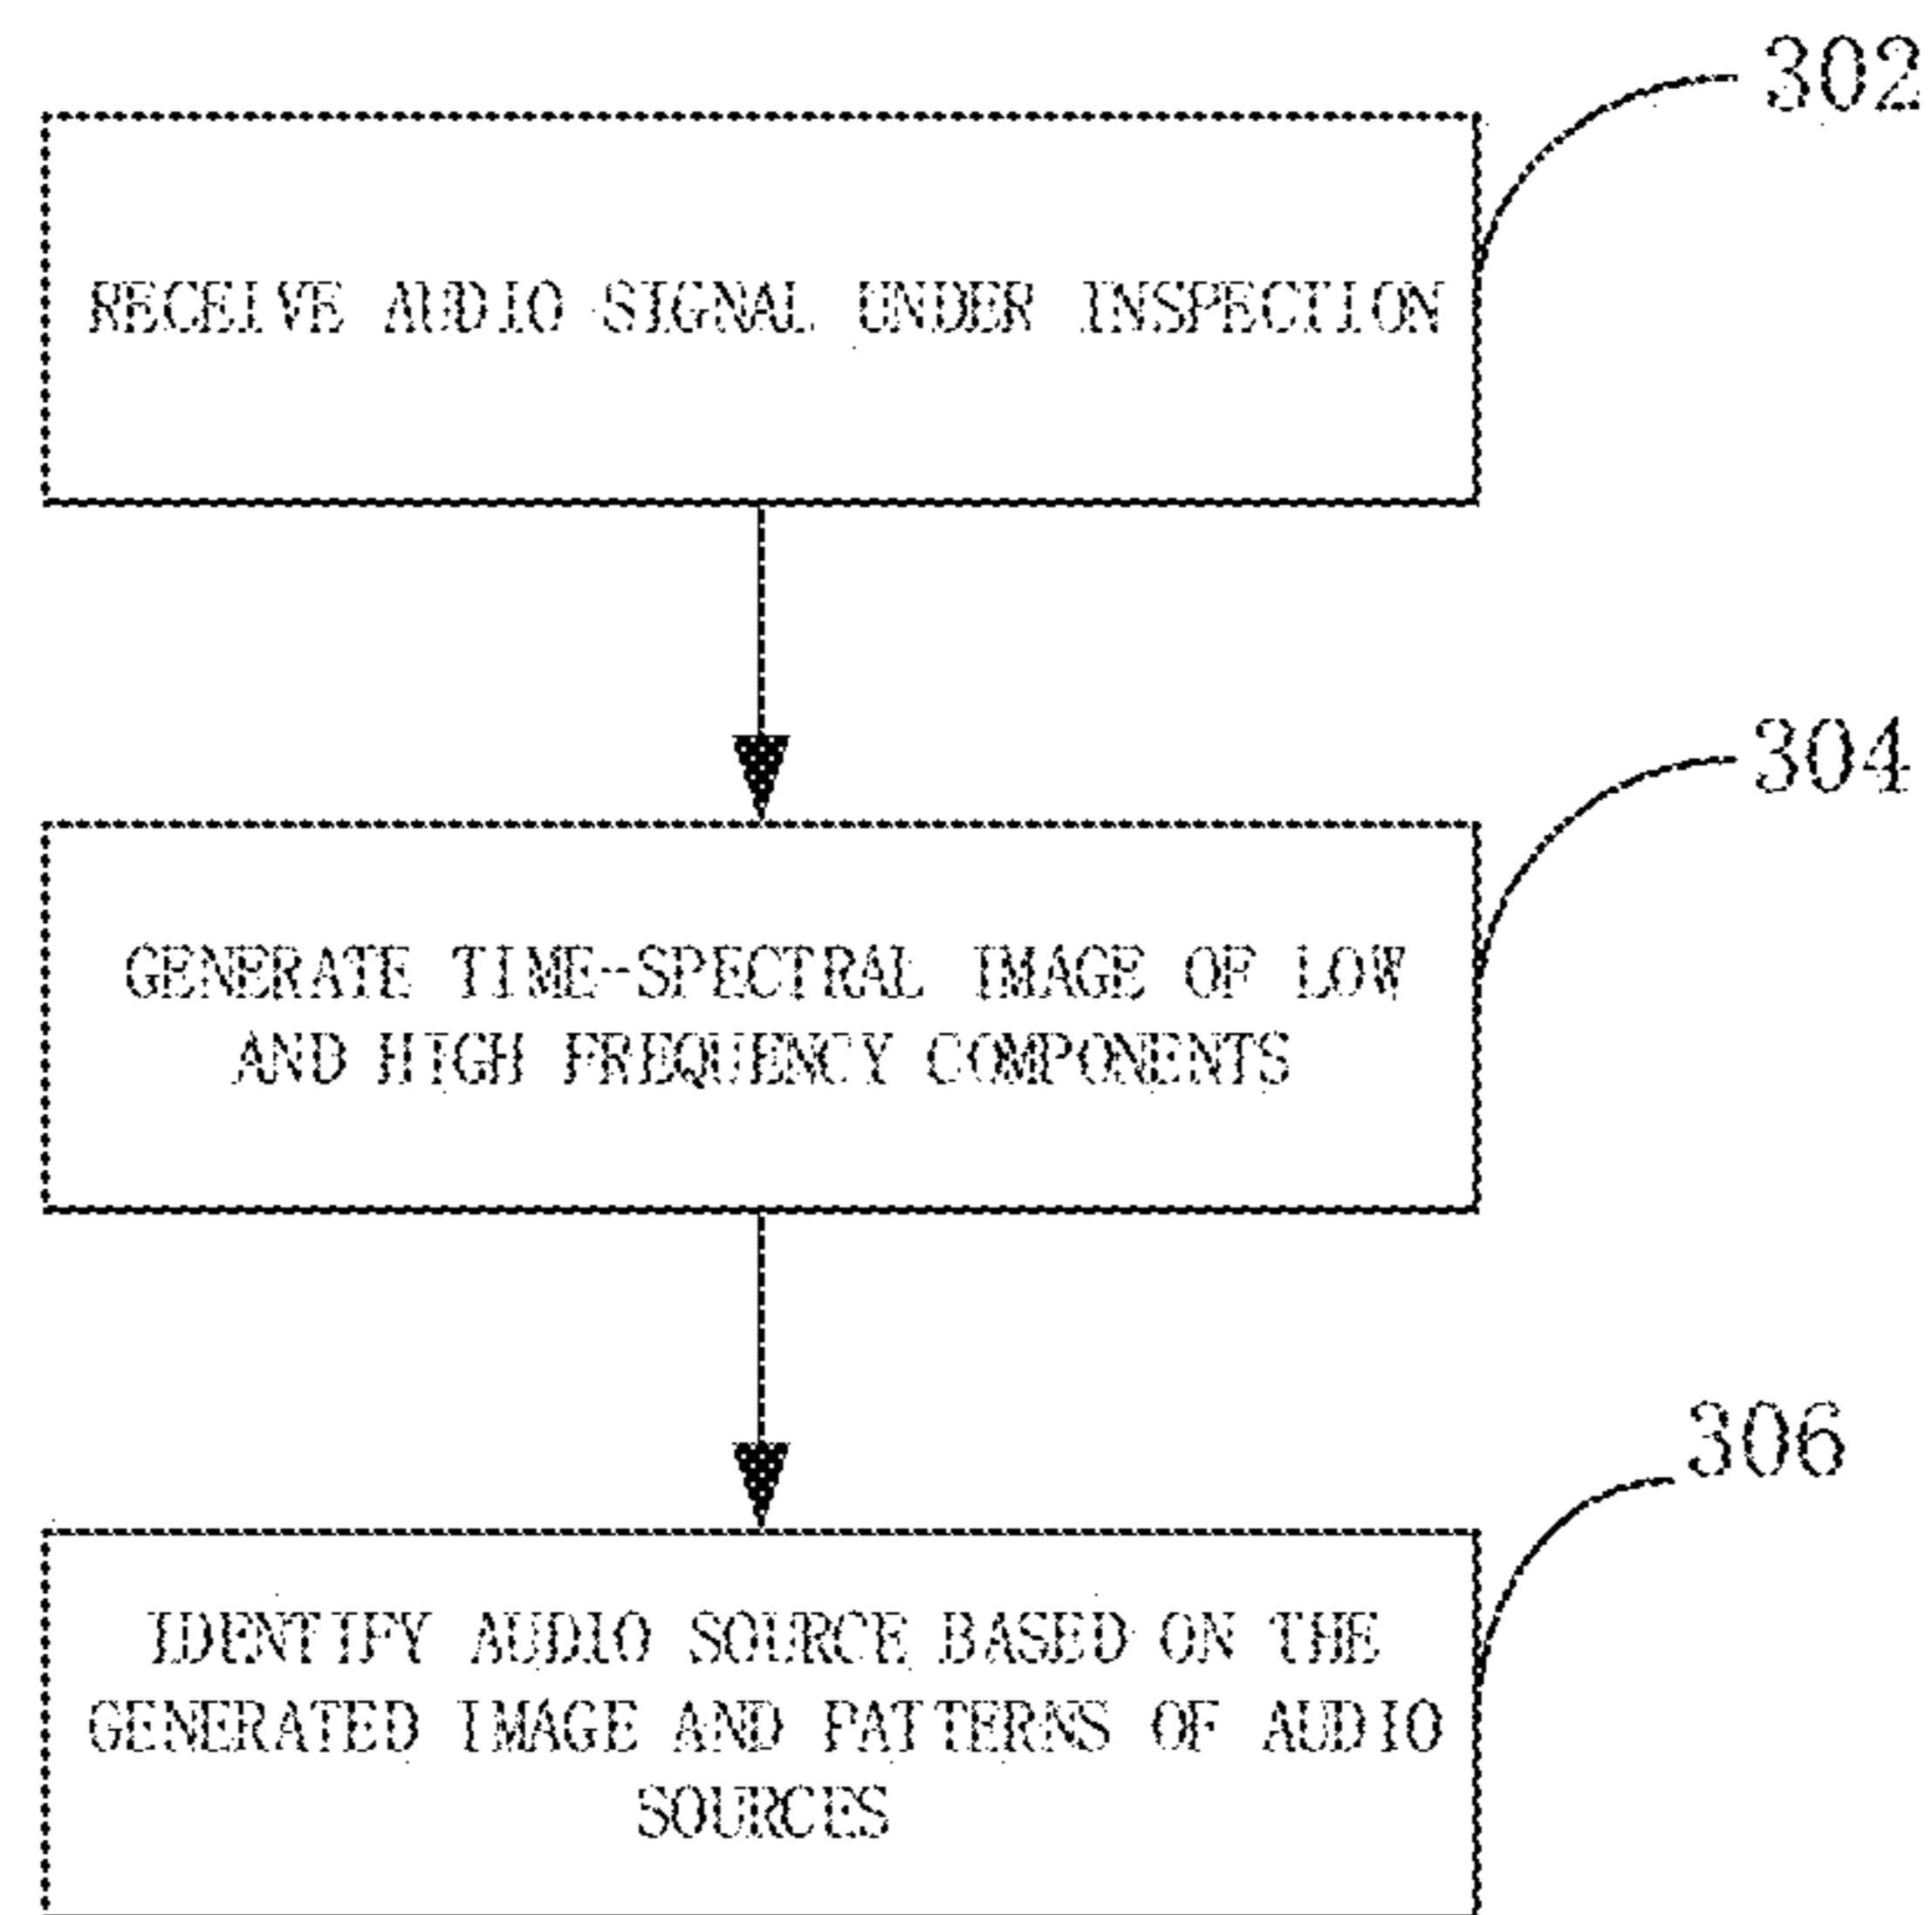 302
RECEIVE AUDIO SIGNAL UNDER INSPECTION
304
GENERATE TIME-SPECTRAL IMAGE OF LOW
AND HIGH FREQUENCY COMPONENTS
306
IDENTIFY AUDIO SOURCE BASED ON THE
GENERATED IMAGE AND PATTERNS OF AUDIO
SOURCES